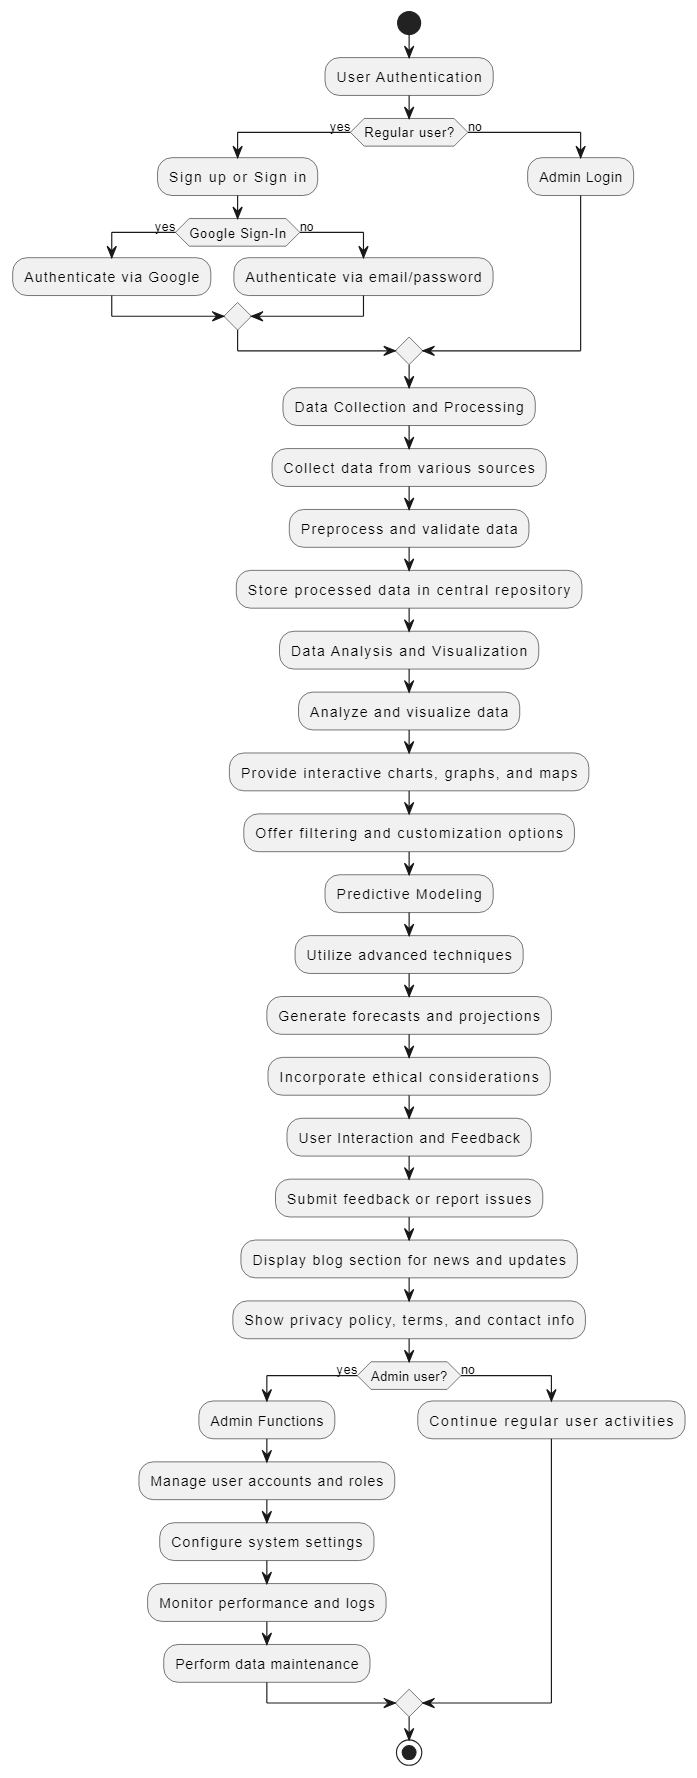 User Authentication
yes
Regular user?
no
Sign up or Sign in
Admin Login
yes
Google Sign-In
no
Authenticate via Google
Authenticate via email/password
Data Collection and Processing
Collect data from various sources
Preprocess and validate data
Store processed data in central repository
Data Analysis and Visualization
Analyze and visualize data
Provide interactive charts, graphs, and maps
Offer filtering and customization options
Predictive Modeling
Utilize advanced techniques
Generate forecasts and projections
Incorporate ethical considerations
User Interaction and Feedback
Submit feedback or report issues
Display blog section for news and updates
Show privacy policy, terms, and contact info
yes
Admin user?
no
Admin Functions
Continue regular user activities
Manage user accounts and roles
Configure system settings
Monitor performance and logs
Perform data maintenance